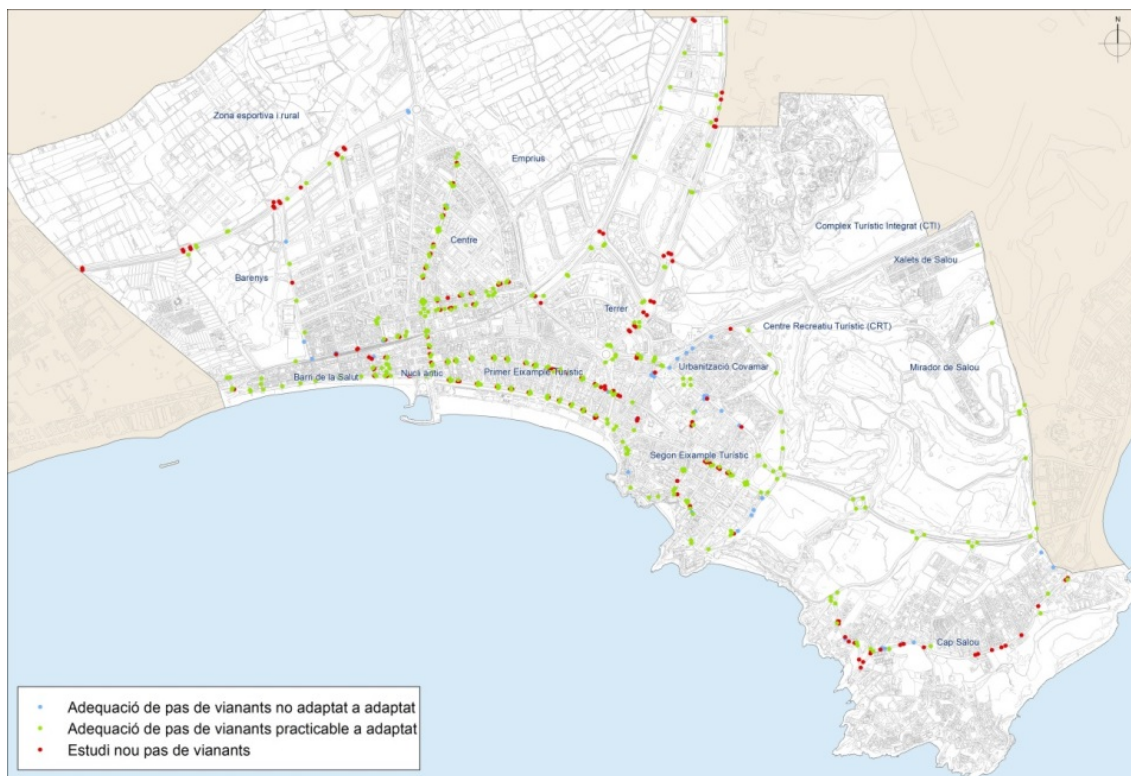 N
Zona esportiva i rural
Emprius
Complex Turístic Integrat (CTI)
Centre
Xalets de Salou
Barenys
Terrer
Centre Recreatiu Turístic (CRT)
Barri de la Salut
Nucli antic
Primer Eixample Turístic
Urbanització Covamar
Mirador de Salou
Segon Eixample Turístic
Cap Salou
Adequació de pas de vianants no adaptat a adaptat
Adequació de pas de vianants practicable a adaptat
Estudi nou pas de vianants